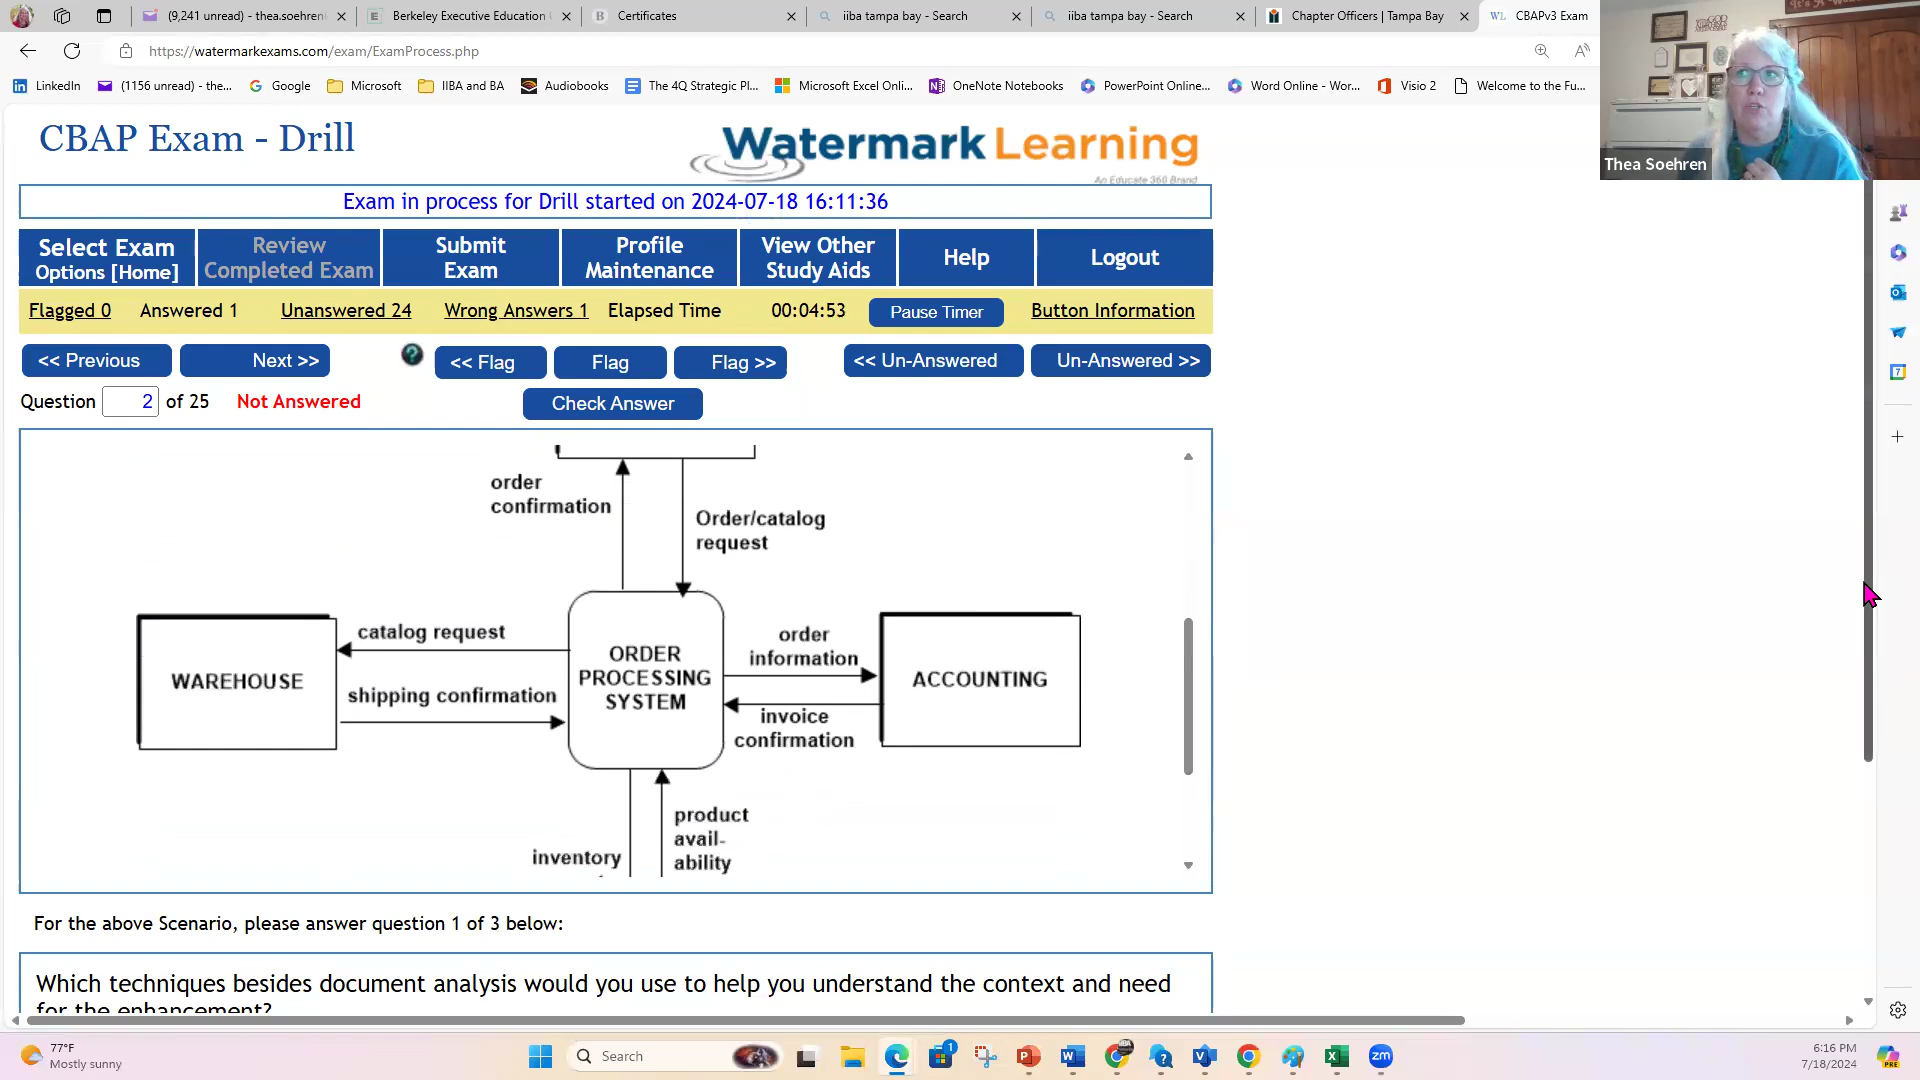 (9,241 unread) - thea.soehren
Berkeley Executive Education
Certificates
iiba tampa bay - Search
iiba tampa bay - Search
Chapter Officers | Tampa Bay
WL CBAPv3 Exam
https://watermarkexams.com/exam/ExamProcess.php
LinkedIn
(1156 unread) - the...
Google
Microsoft
IIBA and BA
Audiobooks
The 4Q Strategic Pl...
Microsoft Excel Onli...
OneNote Notebooks
PowerPoint Online...
Word Online - Wor...
Visio 2
Welcome to the Fu...
Thea Soehren
CBAP Exam - Drill
Watermark Learning
An Educate 360 Brand
Exam in process for Drill started on 2024-07-18 16:11:36
Select Exam
Options [Home]
Review
Completed Exam
Submit
Exam
Profile
Maintenance
View Other
Study Aids
Help
Logout
Flagged 0
Answered 1
Unanswered 24
Wrong Answers 1
Elapsed Time
00:04:53
Pause Timer
Button Information
<< Previous
Next >>
<< Flag
Flag
Flag >>
<< Un-Answered
Un-Answered >>
Question 2 of 25
Not Answered
Check Answer
order
confirmation
Order/catalog
request
WAREHOUSE
catalog request
shipping confirmation
ORDER
PROCESSING
SYSTEM
order
information
invoice
confirmation
ACCOUNTING
inventory
product
avail-
ability
For the above Scenario, please answer question 1 of 3 below:
Which techniques besides document analysis would you use to help you understand the context and need
for the enhancement?
77°F
Mostly sunny
Search
zm
6:16 PM
7/18/2024